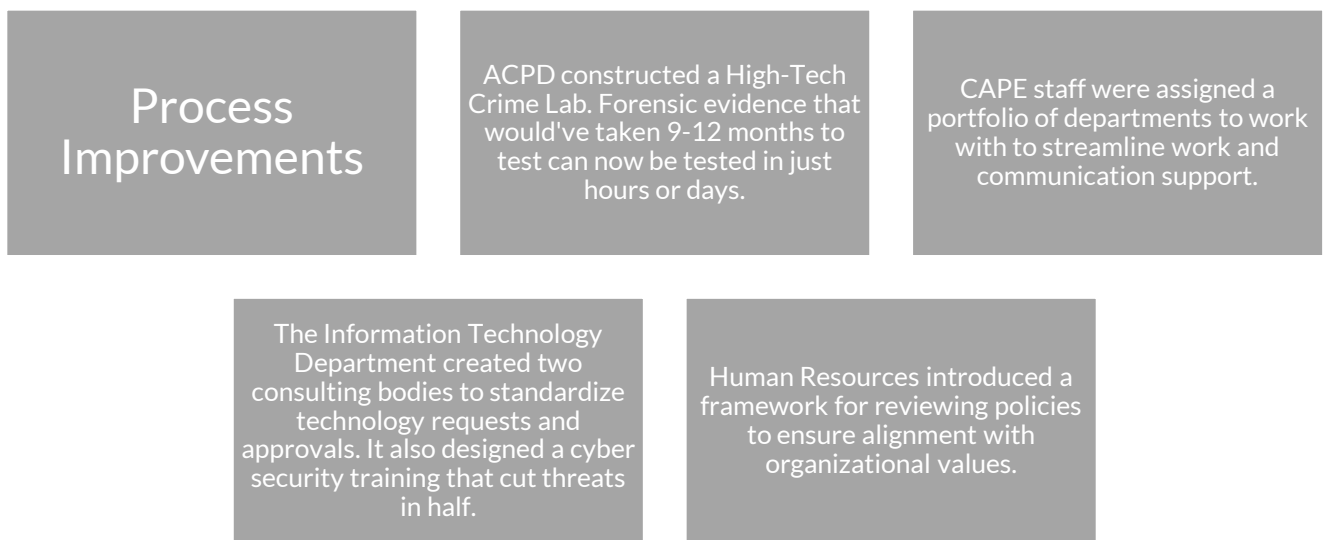 Process
Improvements
ACPD constructed a High-Tech
Crime Lab. Forensic evidence that
would've taken 9-12 months to
test can now be tested in just
hours or days.
CAPE staff were assigned a
portfolio of departments to work
with to streamline work and
communication support.
The Information Technology
Department created two
consulting bodies to standardize
technology requests and
approvals. It also designed a cyber
security training that cut threats
in half.
Human Resources introduced a
framework for reviewing policies
to ensure alignment with
organizational values.